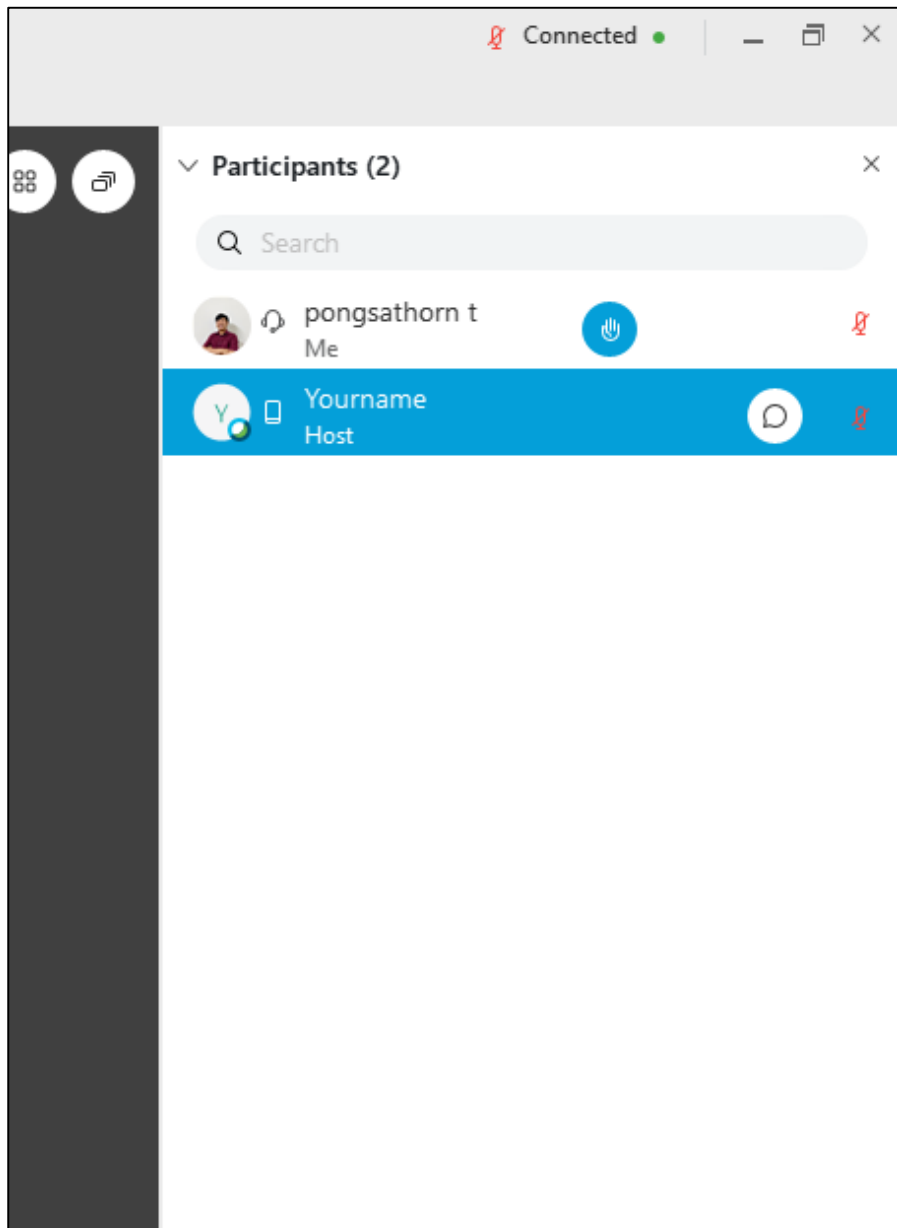 Connected
Participants (2)
Search
pongsathorn t
Me
Y
Yourname
Host